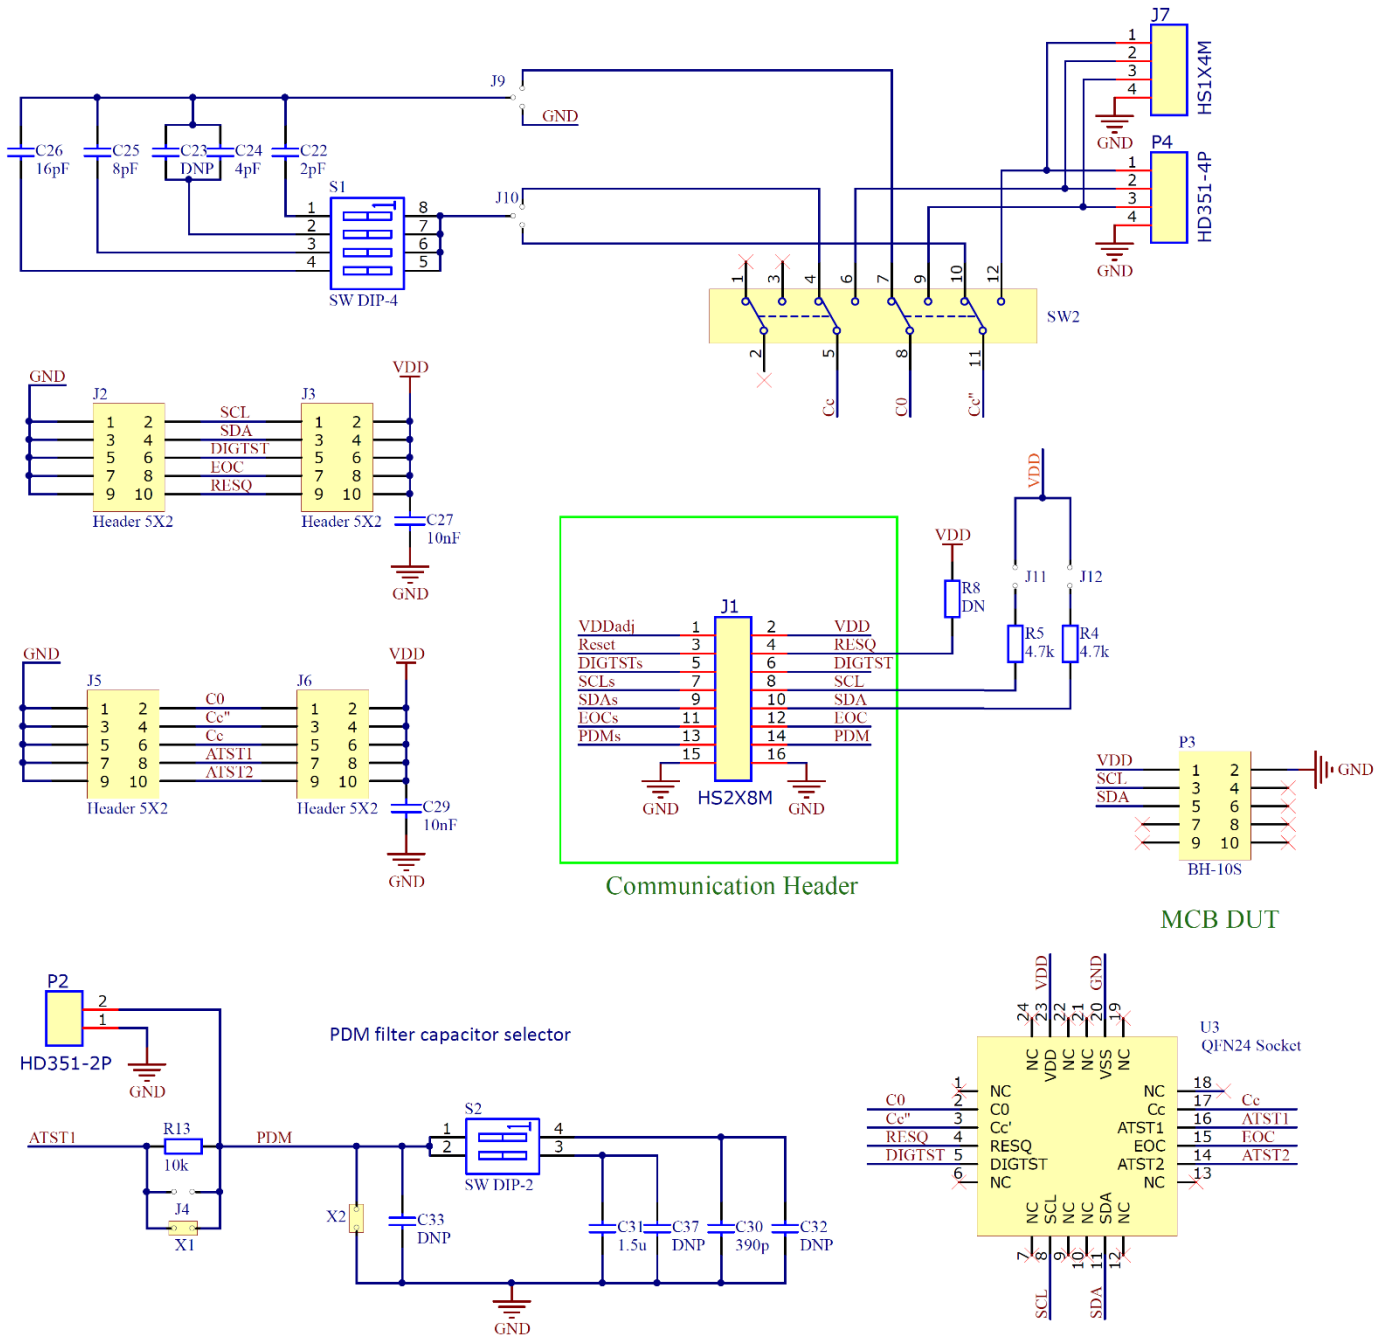 J7
1
2
3
4
HS1X4M
GND
P4
1
2
3
4
HD351-4P
GND
J9
GND
C26
16pF
C25
8pF
C23
DNP
C24
4pF
C22
2pF
S1
1
1 8
2 7
3 6
4 5
SW DIP-4
J10
1 3 4 6 7 9 10 12
SW2
2 5 8 11
Cc C0 Cc"
GND
VDD
J2
J3
1 2 SCL 1 2
3 4 SDA 3 4
5 6 DIGTST 5 6
7 8 EOC 7 8
9 10 RESQ 9 10
Header 5X2
Header 5X2
C27
10nF
GND
GND
VDD
J5
J6
1 2 C0 1 2
3 4 Cc" 3 4
5 6 Cc 5 6
7 8 ATST1 7 8
9 10 ATST2 9 10
Header 5X2
Header 5X2
C29
10nF
GND
VDD
VDD
R8
DN
J11
J12
R5
4.7k
R4
4.7k
J1
VDDadj 1 2 VDD
Reset 3 4 RESQ
DIGTSTs 5 6 DIGTST
SCLs 7 8 SCL
SDAs 9 10 SDA
EOCs 11 12 EOC
PDMs 13 14 PDM
15 16
GND
HS2X8M
GND
Communication Header
P3
VDD 1 2 GND
SCL 3 4
SDA 5 6
7 8
9 10
BH-10S
MCB DUT
P2
2
1
HD351-2P
GND
PDM filter capacitor selector
ATST1
R13
10k
PDM
J4
X1
X2
C33
DNP
S2
1 4
2 3
SW DIP-2
C31
1.5u
C37
DNP
C30
390p
C32
DNP
GND
VDD GND
24 23 22 21 20 19
NC VDD NC NC VSS NC
U3
QFN24 Socket
1 NC NC 18
C0 2 C0 Cc 17 Cc
Cc" 3 Cc' ATST1 16 ATST1
RESQ 4 RESQ EOC 15 EOC
DIGTST 5 DIGTST ATST2 14 ATST2
6 NC NC 13
NC SCL NC NC SDA NC
7 8 9 10 11 12
SCL SDA